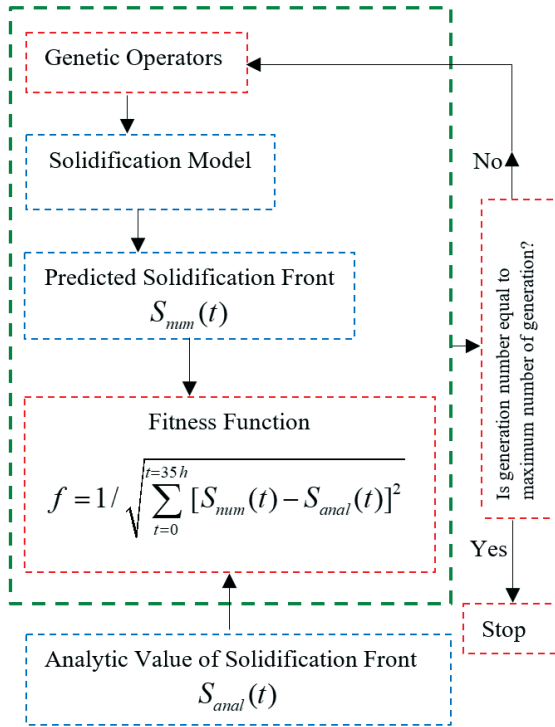 Genetic Operators
Solidification Model
Predicted Solidification Front
S_num(t)
Fitness Function
f = 1/√(∑_{t=0}^{t=35h} [S_num(t) − S_anal(t)]²)
Analytic Value of Solidification Front
S_anal(t)
No
Is generation number equal to
maximum number of generation?
Yes
Stop